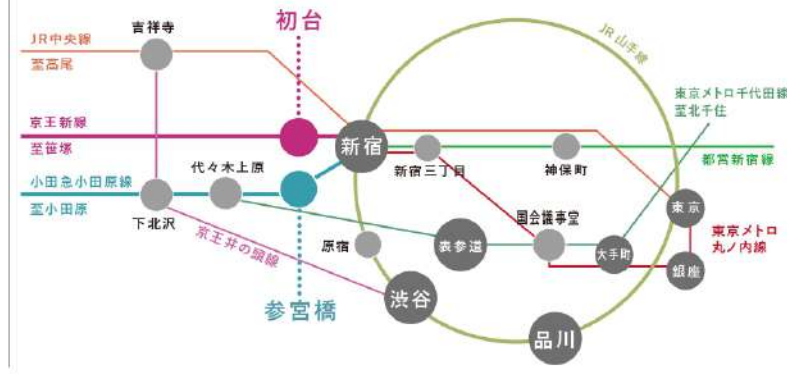 初台
吉祥寺
JR中央線
至高尾
JR山手線
東京メトロ千代田線
至北千住
京王新線
至笹塚
新宿
新宿三丁目
神保町
都営新宿線
代々木上原
小田急小田原線
至小田原
下北沢
京王井の頭線
原宿
表参道
国会議事堂
大手町
東京
東京メトロ
丸ノ内線
銀座
渋谷
参宮橋
品川